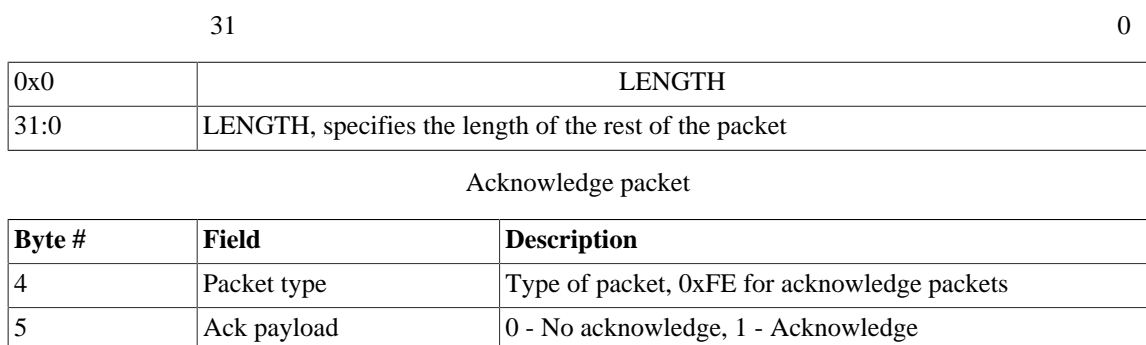 31 0
0x0 LENGTH
31:0 LENGTH, specifies the length of the rest of the packet
Acknowledge packet
Byte # Field Description
4 Packet type Type of packet, 0xFE for acknowledge packets
5 Ack payload 0 - No acknowledge, 1 - Acknowledge